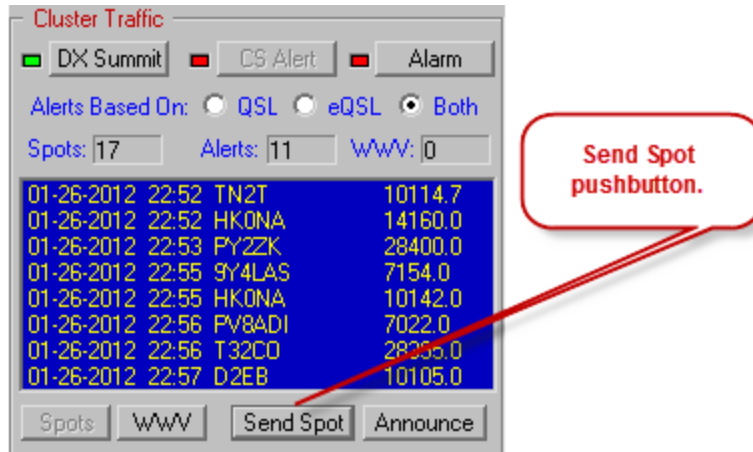 Cluster Traffic
DX Summit CS Alert Alarm
Alerts Based On: QSL eQSL Both
Spots: 17 Alerts: 11 WWV: 0
Send Spot
pushbutton.
01-26-2012 22:52 TN2T 10114.7
01-26-2012 22:52 HK0NA 14160.0
01-26-2012 22:53 PY2ZK 28400.0
01-26-2012 22:55 9Y4LAS 7154.0
01-26-2012 22:55 HK0NA 10142.0
01-26-2012 22:56 PV8ADI 7022.0
01-26-2012 22:56 T32CO
01-26-2012 22:57 D2EB 10105.0
Spots WWV Send Spot Announce